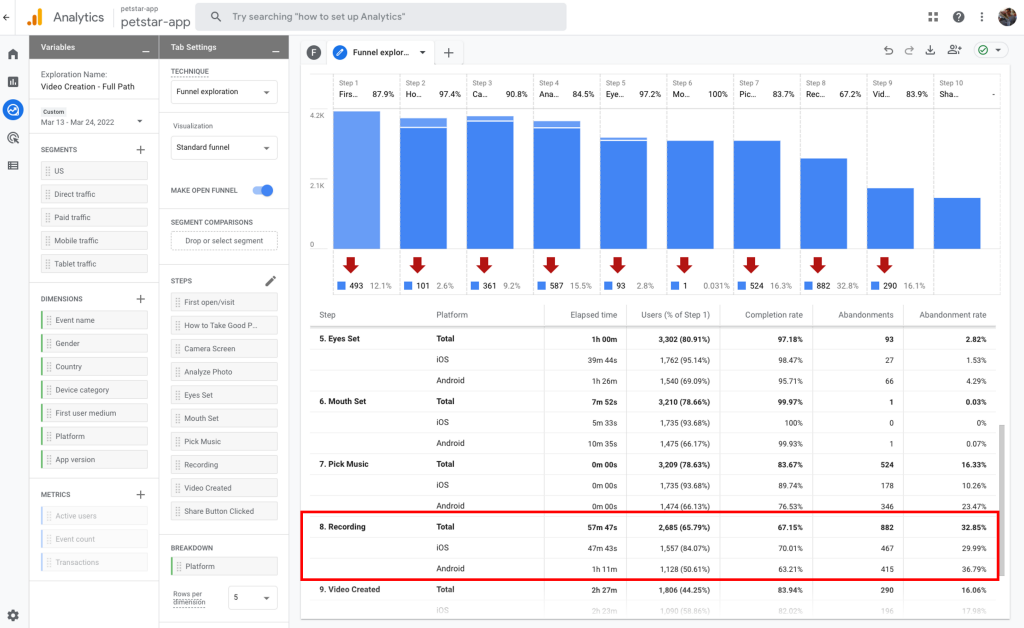 Analytics
petstar-app
petstar-app
Try searching "how to set up Analytics"
Variables
Exploration Name:
Video Creation - Full Path
Custom
Mar 13 - Mar 24, 2022
SEGMENTS
US
Direct traffic
Paid traffic
Mobile traffic
Tablet traffic
DIMENSIONS
Event name
Gender
Country
Device category
First user medium
Platform
App version
METRICS
Active users
Event count
Transactions
Tab Settings
TECHNIQUE
Funnel exploration
Visualization
Standard funnel
MAKE OPEN FUNNEL
SEGMENT COMPARISONS
Drop or select segment
STEPS
First open/visit
How to Take Good P...
Camera Screen
Analyze Photo
Eyes Set
Mouth Set
Pick Music
Recording
Video Created
Share Button Clicked
BREAKDOWN
Platform
Rows per
dimension
5
F
Funnel explor...
Step 1 Step 2 Step 3 Step 4 Step 5 Step 6 Step 7 Step 8 Step 9 Step 10
Firs... 87.9% Ho... 97.4% Ca... 90.8% Ana... 84.5% Eye... 97.2% Mo... 100% Pic... 83.7% Rec... 67.2% Vid... 83.9% Sha... -
4.2K
2.1K
0
493 12.1% 101 2.6% 361 9.2% 587 15.5% 93 2.8% 1 0.031% 524 16.3% 882 32.8% 290 16.1%
Step Platform Elapsed time Users (% of Step 1) Completion rate Abandonments Abandonment rate
5. Eyes Set Total 1h 00m 3,302 (80.91%) 97.18% 93 2.82%
iOS 39m 44s 1,762 (95.14%) 98.47% 27 1.53%
Android 1h 26m 1,540 (69.09%) 95.71% 66 4.29%
6. Mouth Set Total 7m 52s 3,210 (78.66%) 99.97% 1 0.03%
iOS 5m 33s 1,735 (93.68%) 100% 0 0%
Android 10m 35s 1,475 (66.17%) 99.93% 1 0.07%
7. Pick Music Total 0m 00s 3,209 (78.63%) 83.67% 524 16.33%
iOS 0m 00s 1,735 (93.68%) 89.74% 178 10.26%
Android 0m 00s 1,474 (66.13%) 76.53% 346 23.47%
8. Recording Total 57m 47s 2,685 (65.79%) 67.15% 882 32.85%
iOS 47m 43s 1,557 (84.07%) 70.01% 467 29.99%
Android 1h 11m 1,128 (50.61%) 63.21% 415 36.79%
9. Video Created Total 2h 27m 1,806 (44.25%) 83.94% 290 16.06%
iOS 2h 23m 1,090 (58.86%) 82.02% 196 17.98%